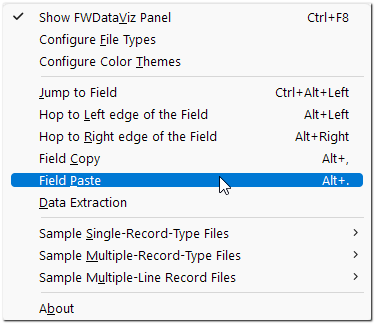 Show FWDataViz Panel Ctrl+F8
Configure File Types
Configure Color Themes
Jump to Field Ctrl+Alt+Left
Hop to Left edge of the Field Alt+Left
Hop to Right edge of the Field Alt+Right
Field Copy Alt+,
Field Paste Alt+.
Data Extraction
Sample Single-Record-Type Files
Sample Multiple-Record-Type Files
Sample Multiple-Line Record Files
About